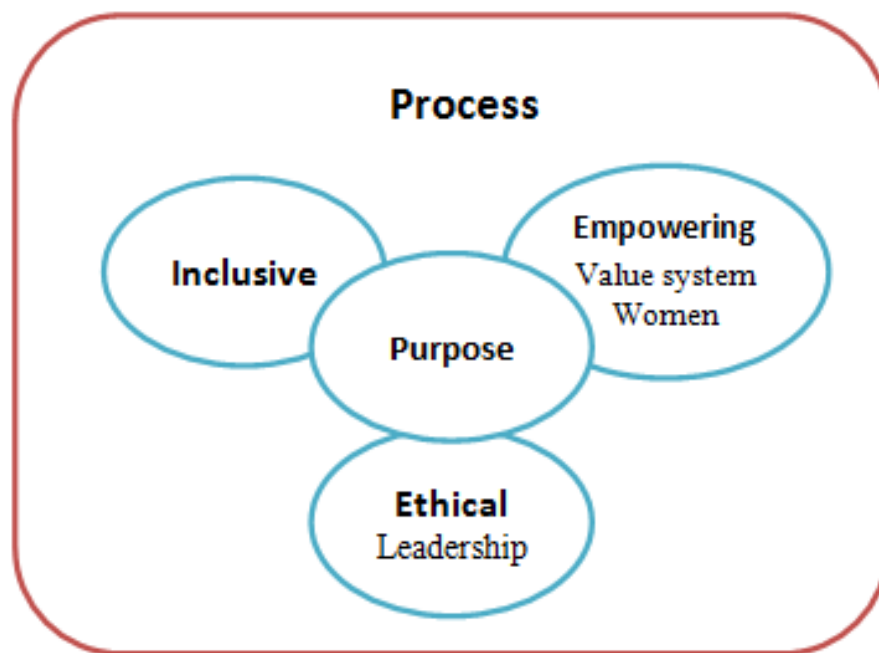 Process
Inclusive
Empowering
Value system
Women
Purpose
Ethical
Leadership